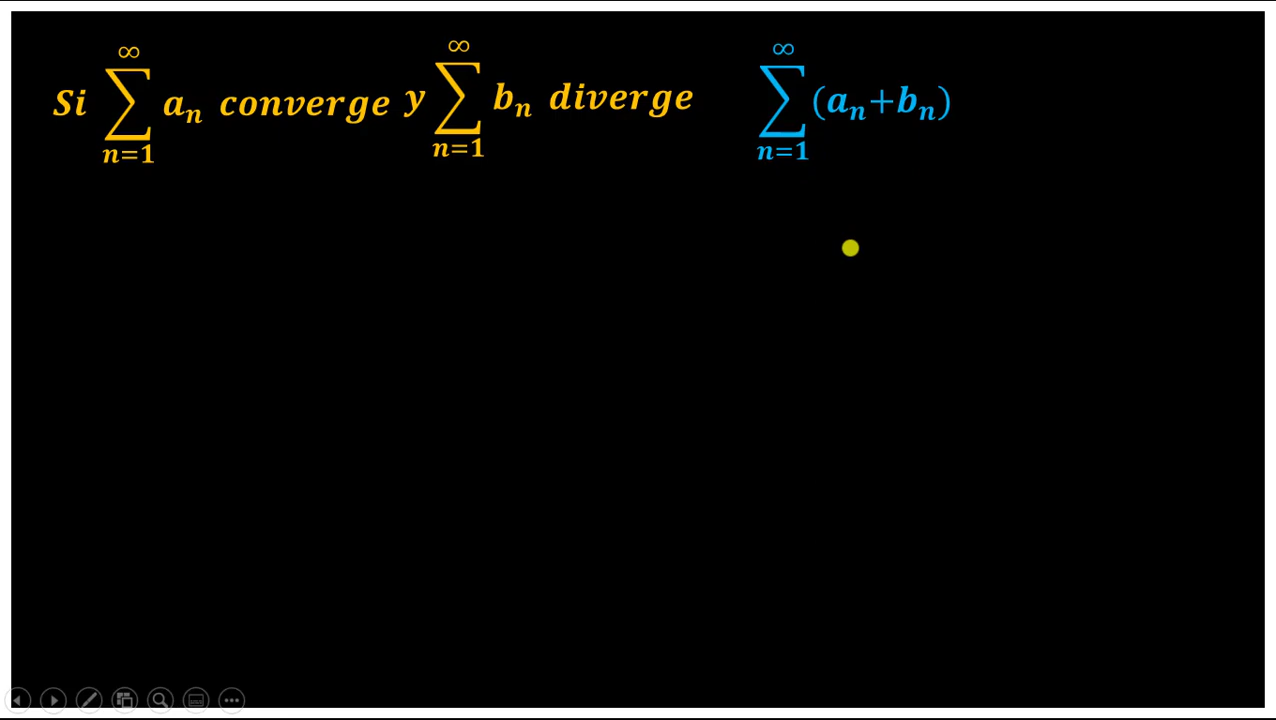 Si ∑_{n=1}^{∞} a_n converge y ∑_{n=1}^{∞} b_n diverge ∑_{n=1}^{∞} (a_n+b_n)